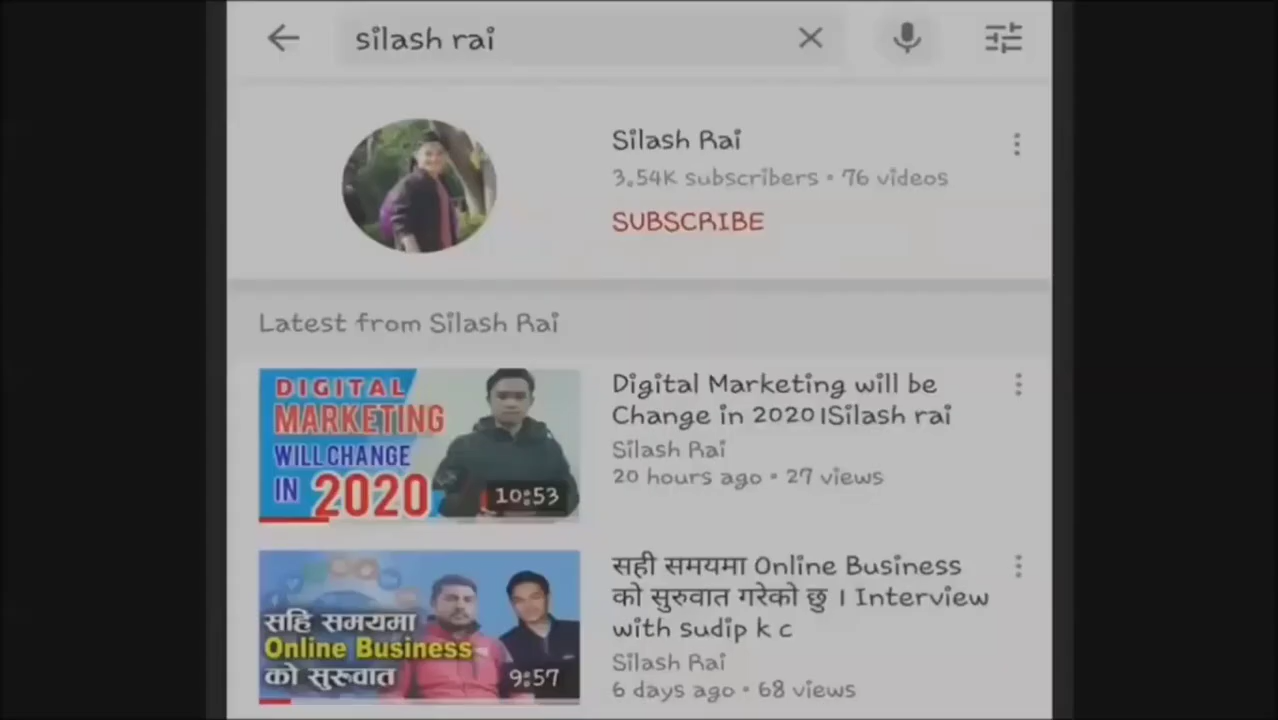 silash rai
Silash Rai
3.54K subscribers • 76 videos
SUBSCRIBE
Latest from Silash Rai
DIGITAL
MARKETING
WILL CHANGE
IN 2020
10:53
Digital Marketing will be
Change in 2020 |Silash rai
Silash Rai
20 hours ago • 27 views
सहि समयमा
Online Business
को सुरुवात
9:57
सही समयमा Online Business
को सुरुवात गरेको छु । Interview
with sudip k c
Silash Rai
6 days ago • 68 views